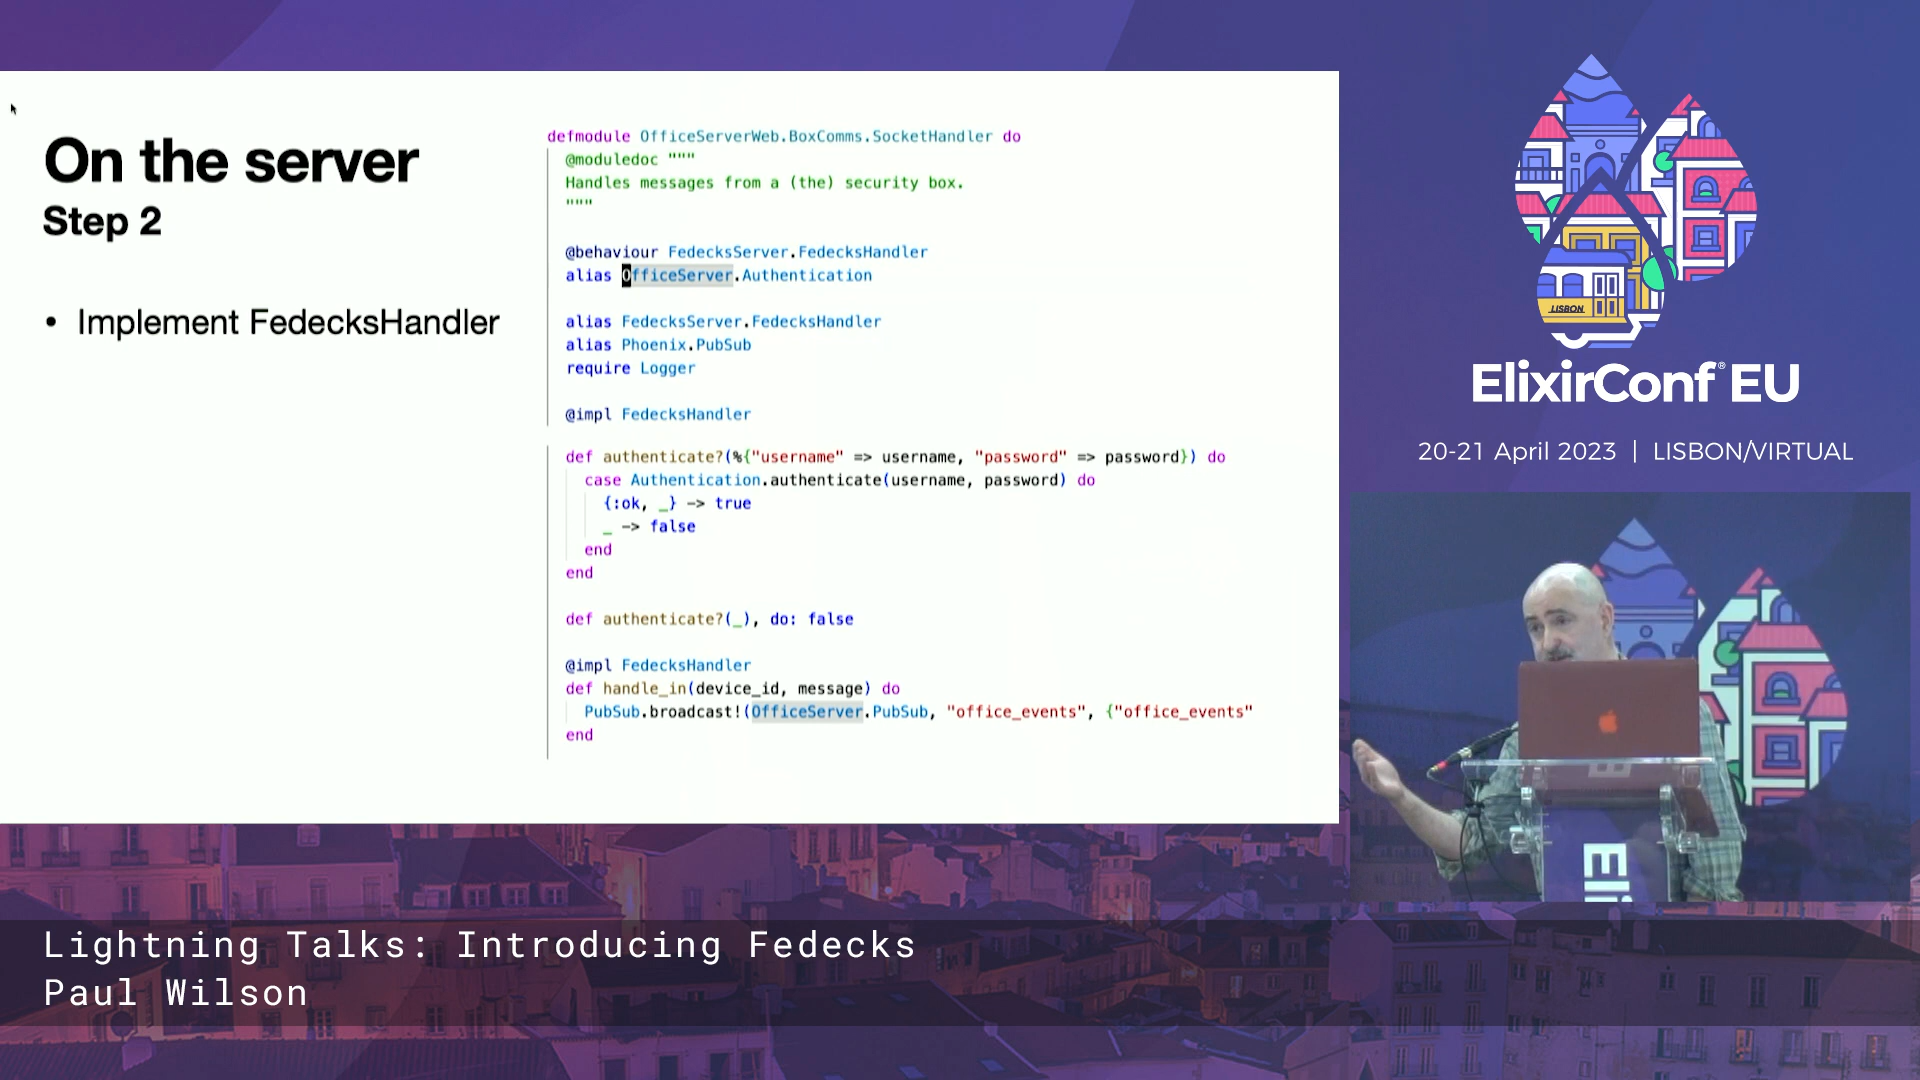 On the server
Step 2
• Implement FedecksHandler
defmodule OfficeServerWeb.BoxComms.SocketHandler do
@moduledoc """
Handles messages from a (the) security box.
"""
@behaviour FedecksServer.FedecksHandler
alias OfficeServer.Authentication
alias FedecksServer.FedecksHandler
alias Phoenix.PubSub
require Logger
@impl FedecksHandler
def authenticate?(%{"username" => username, "password" => password}) do
case Authentication.authenticate(username, password) do
{:ok, _} -> true
_ -> false
end
end
def authenticate?(_), do: false
@impl FedecksHandler
def handle_in(device_id, message) do
PubSub.broadcast!(OfficeServer.PubSub, "office_events", {"office_events"
end
LISBON
ElixirConf® EU
20-21 April 2023 | LISBON/VIRTUAL
Eli
Lightning Talks: Introducing Fedecks
Paul Wilson